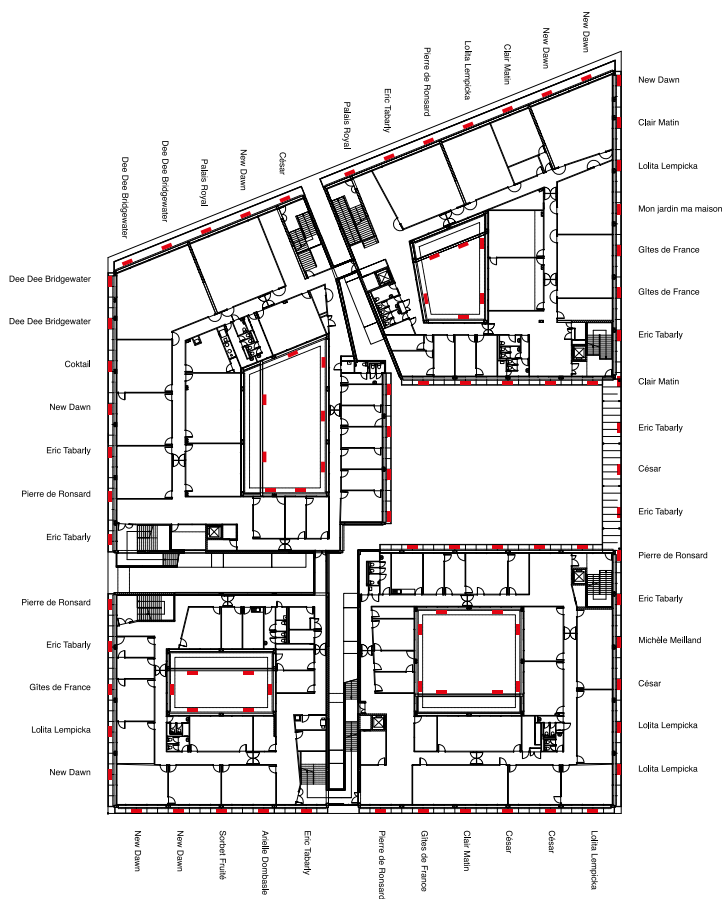 New Dawn
New Dawn
Clair Matin
Lolita Lempicka
Pierre de Ronsard
Eric Tabarly
Palais Royal
César
New Dawn
Palais Royal
Dee Dee Bridgewater
Dee Dee Bridgewater
New Dawn
Clair Matin
Lolita Lempicka
Mon jardin ma maison
Gîtes de France
Gîtes de France
Eric Tabarly
Clair Matin
Eric Tabarly
César
Eric Tabarly
Pierre de Ronsard
Eric Tabarly
Michèle Meilland
César
Lolita Lempicka
Lolita Lempicka
Dee Dee Bridgewater
Dee Dee Bridgewater
Coktail
New Dawn
Eric Tabarly
Pierre de Ronsard
Eric Tabarly
Pierre de Ronsard
Eric Tabarly
Gîtes de France
Lolita Lempicka
New Dawn
New Dawn
New Dawn
Sorbet Fruité
Arielle Dombasle
Eric Tabarly
Pierre de Ronsard
Gîtes de France
Clair Matin
César
César
Lolita Lempicka